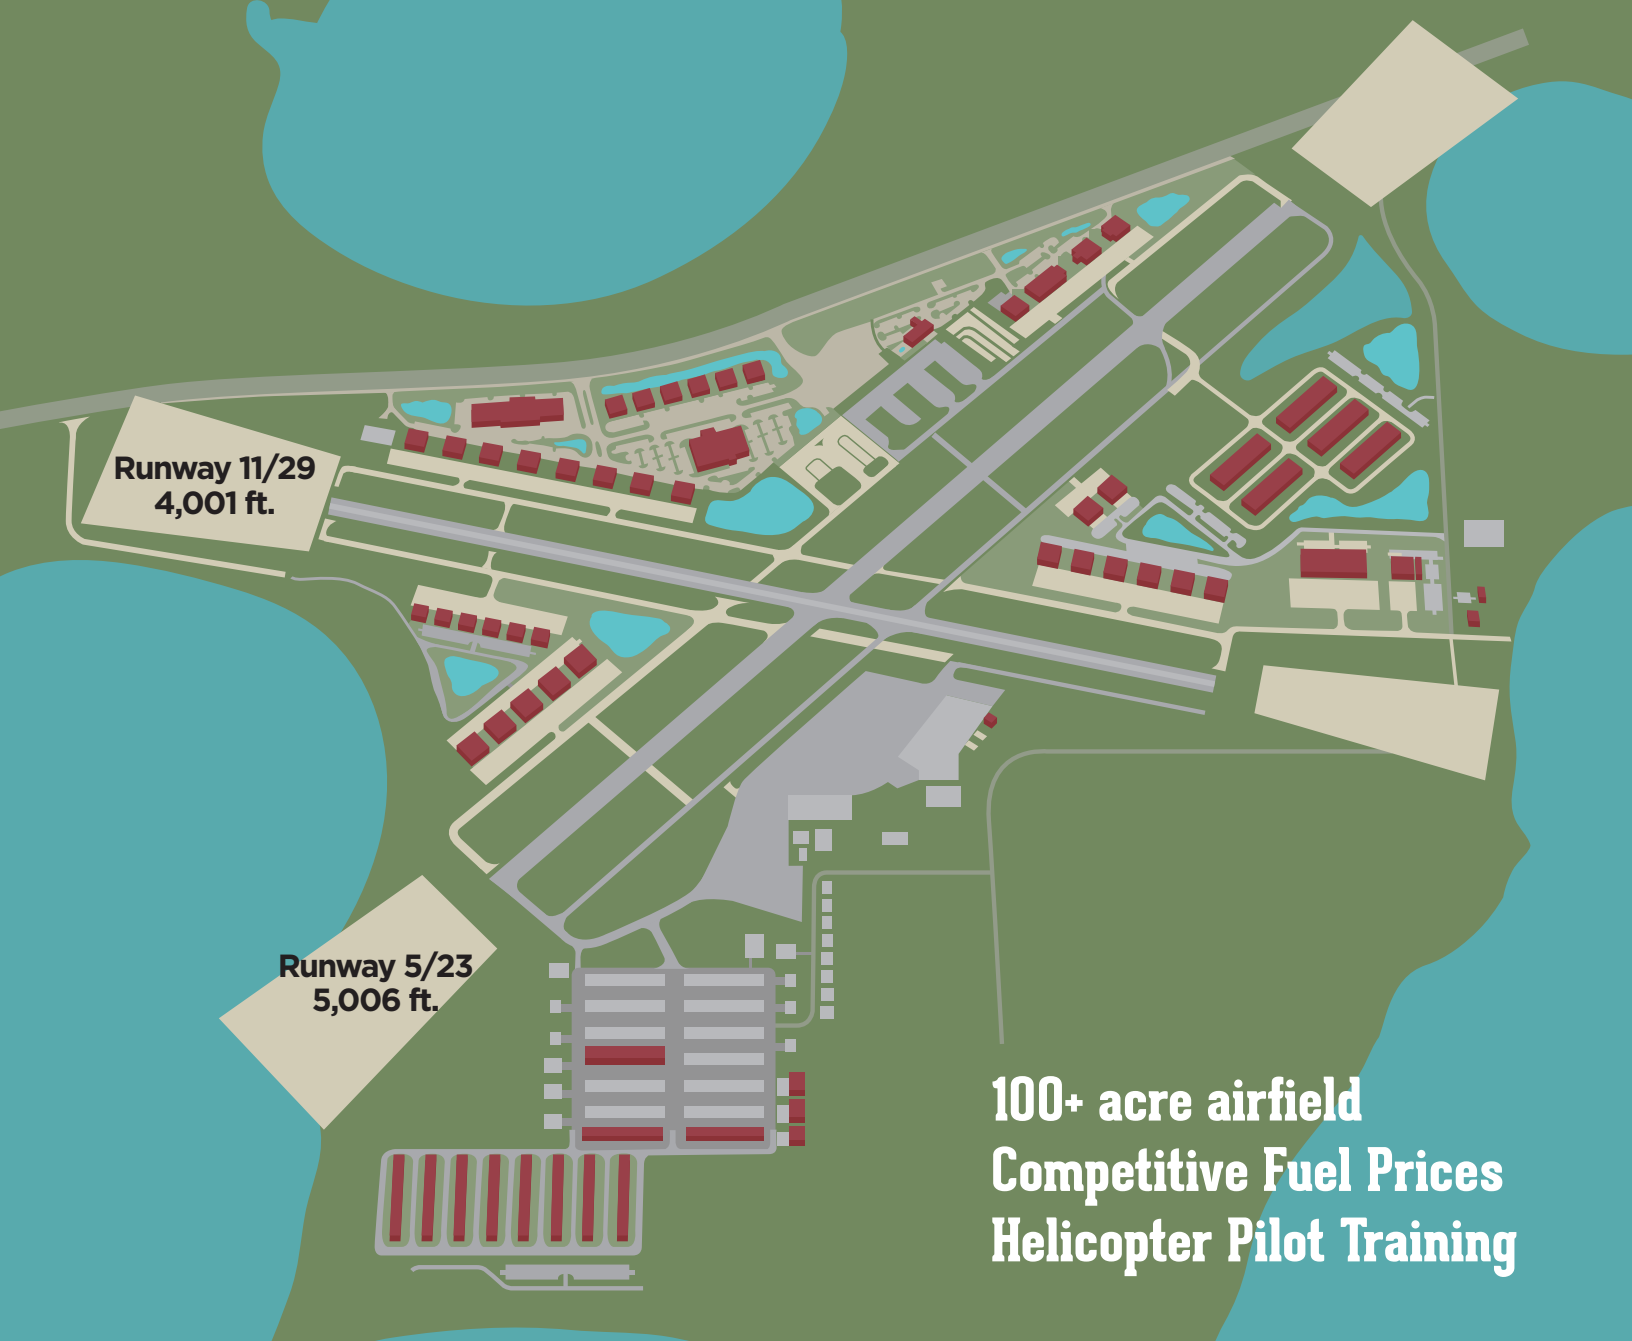 Runway 11/29
4,001 ft.
Runway 5/23
5,006 ft.
100+ acre airfield
Competitive Fuel Prices
Helicopter Pilot Training